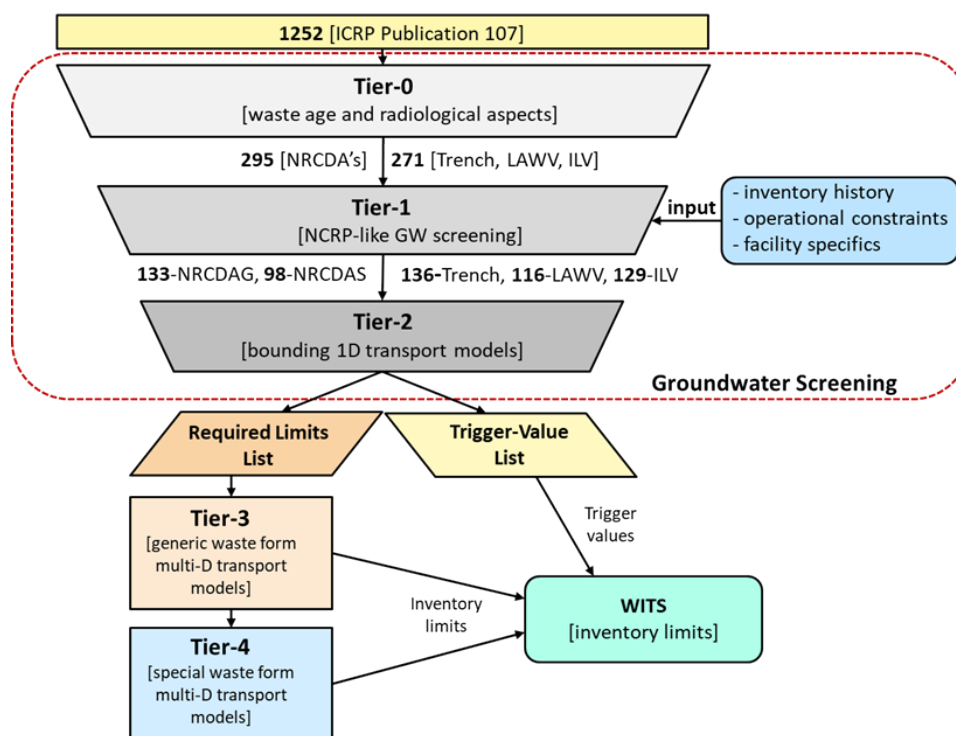 1252 [ICRP Publication 107]
Tier-0
[waste age and radiological aspects]
295 [NRCDA's] 271 [Trench, LAWV, ILV]
Tier-1
[NCRP-like GW screening]
input
- inventory history
- operational constraints
- facility specifics
133-NRCDAG, 98-NRCDAS 136-Trench, 116-LAWV, 129-ILV
Tier-2
[bounding 1D transport models]
Groundwater Screening
Required Limits
List
Trigger-Value
List
Tier-3
[generic waste form
multi-D transport
models]
Trigger
values
Inventory
limits
WITS
[inventory limits]
Tier-4
[special waste form
multi-D transport
models]